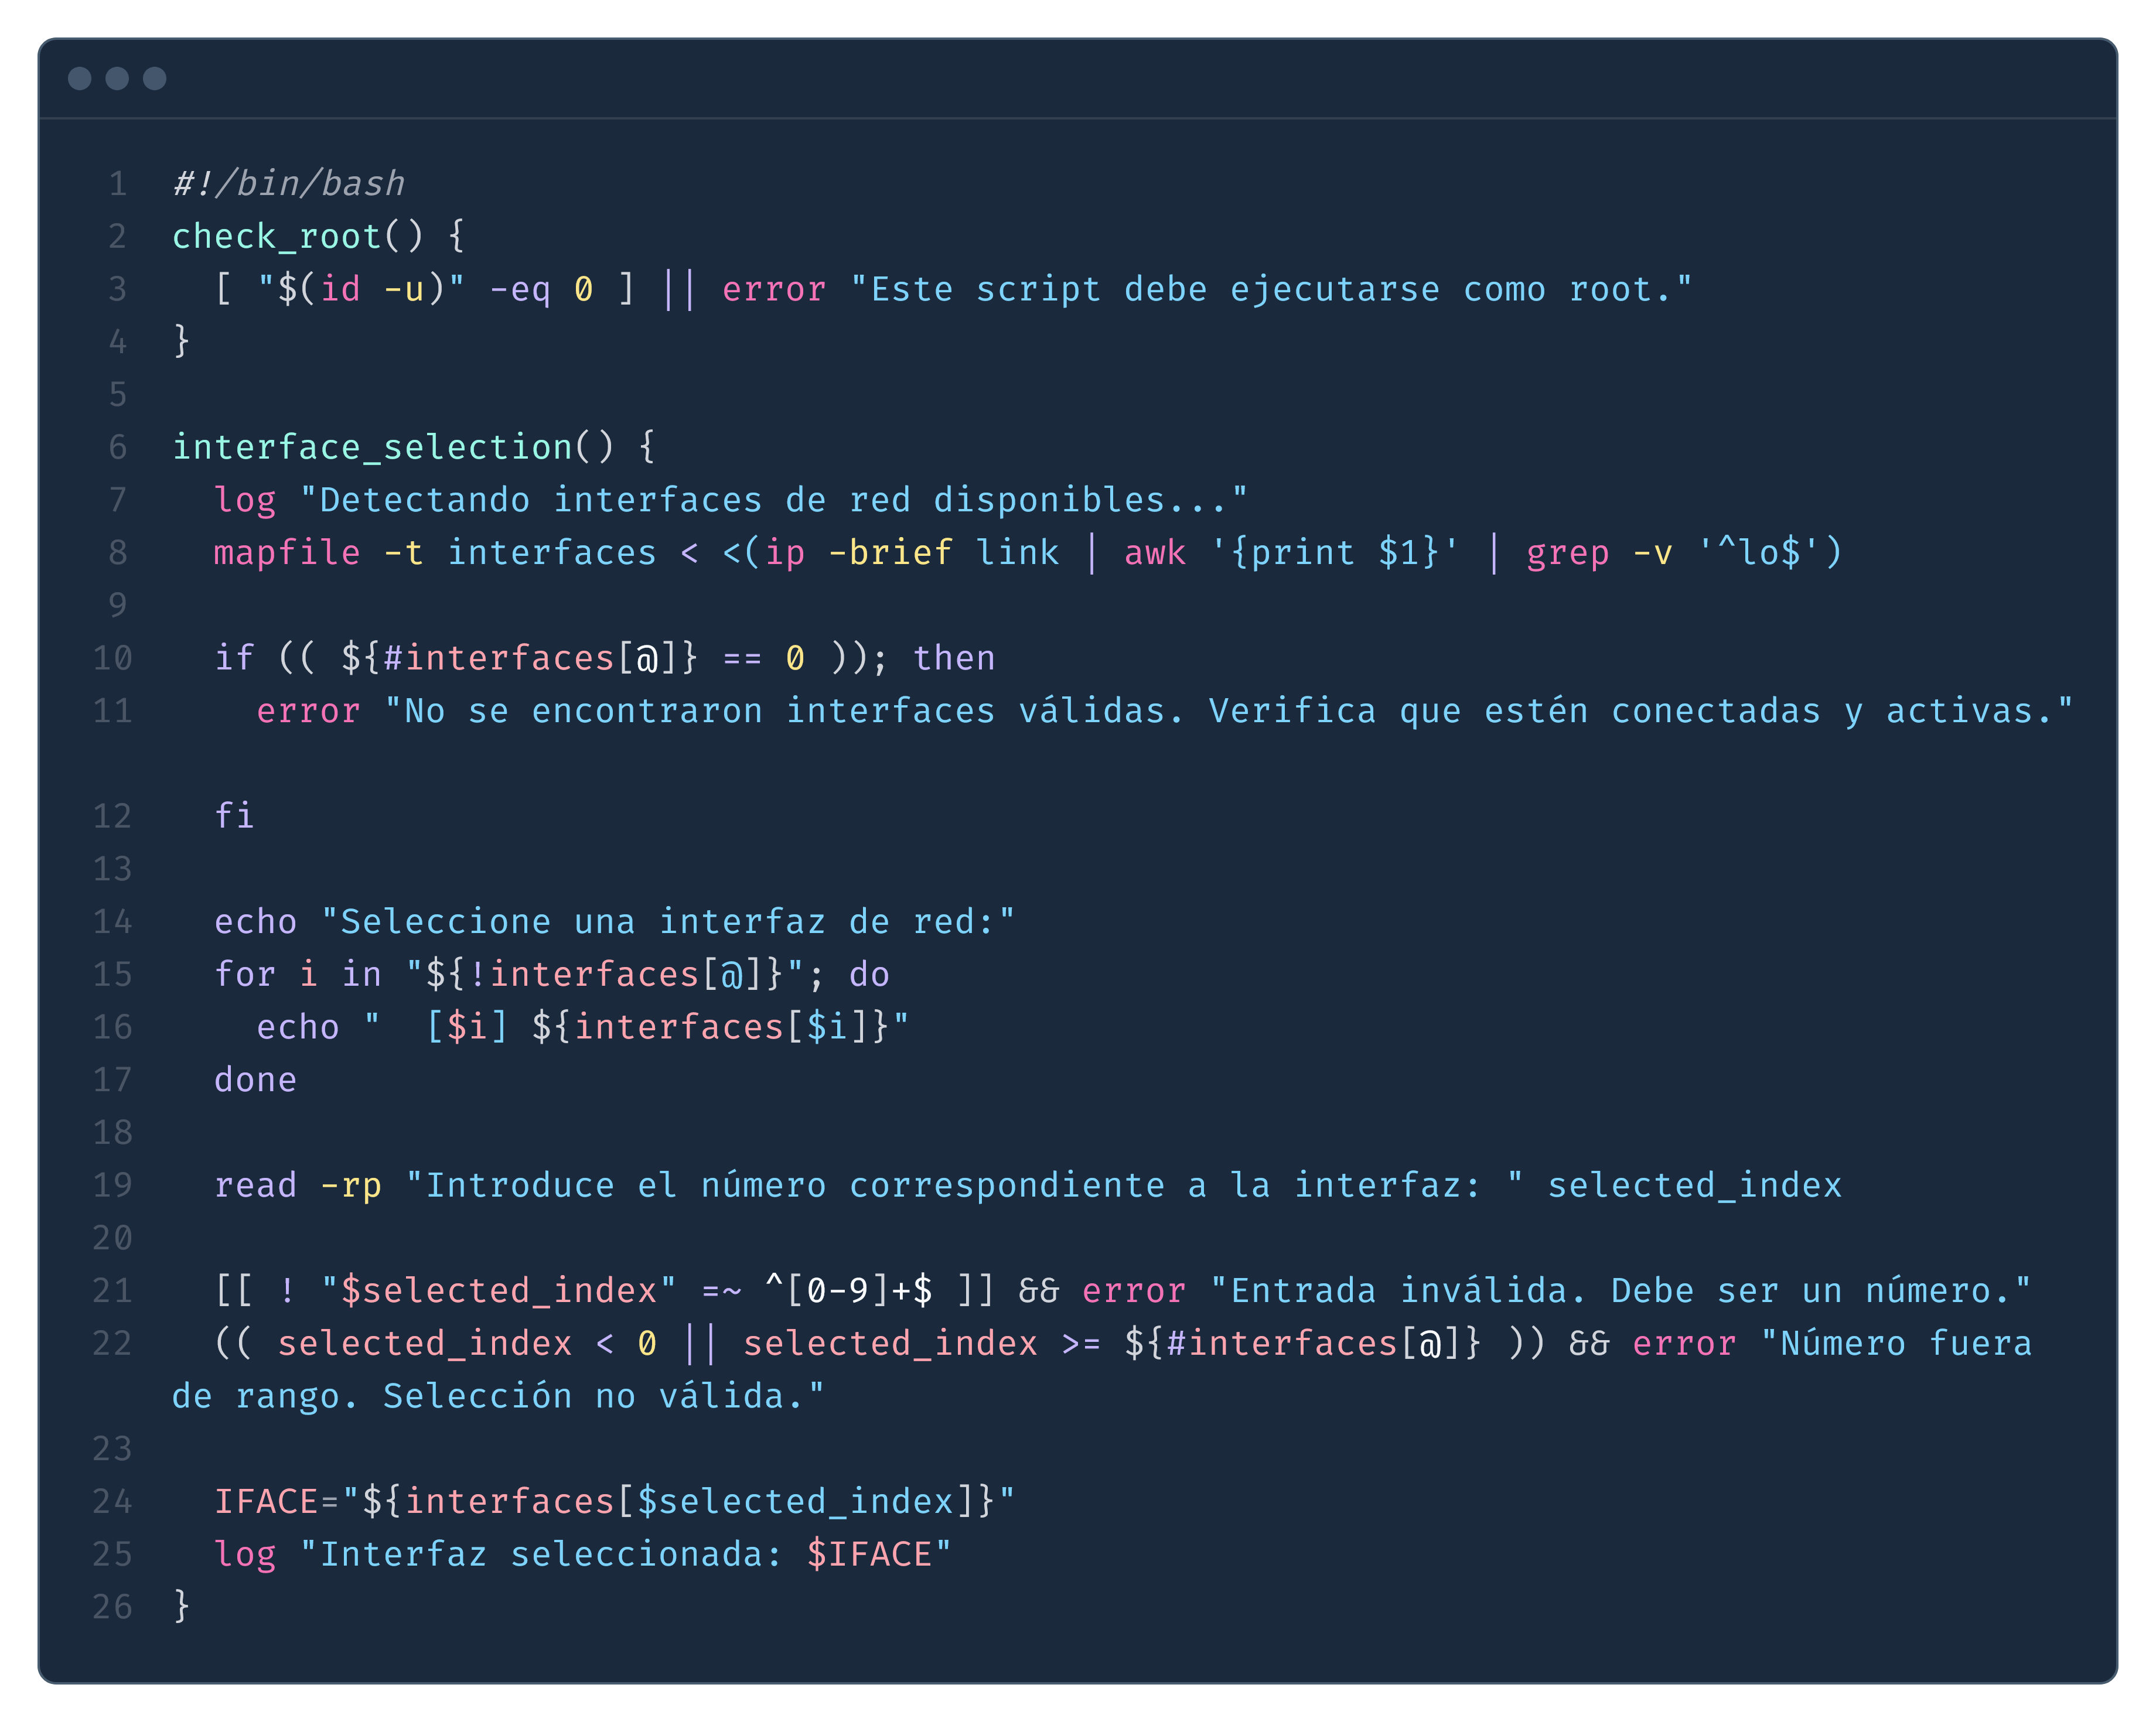 1 #!/bin/bash
2 check_root() {
3   [ "$(id -u)" -eq 0 ] || error "Este script debe ejecutarse como root."
4 }
5
6 interface_selection() {
7   log "Detectando interfaces de red disponibles..."
8   mapfile -t interfaces < <(ip -brief link | awk '{print $1}' | grep -v '^lo$')
9
10   if (( ${#interfaces[@]} == 0 )); then
11     error "No se encontraron interfaces válidas. Verifica que estén conectadas y activas."
12   fi
13
14   echo "Seleccione una interfaz de red:"
15   for i in "${!interfaces[@]}"; do
16     echo "  [$i] ${interfaces[$i]}"
17   done
18
19   read -rp "Introduce el número correspondiente a la interfaz: " selected_index
20
21   [[ ! "$selected_index" =~ ^[0-9]+$ ]] && error "Entrada inválida. Debe ser un número."
22   (( selected_index < 0 || selected_index >= ${#interfaces[@]} )) && error "Número fuera
de rango. Selección no válida."
23
24   IFACE="${interfaces[$selected_index]}"
25   log "Interfaz seleccionada: $IFACE"
26 }